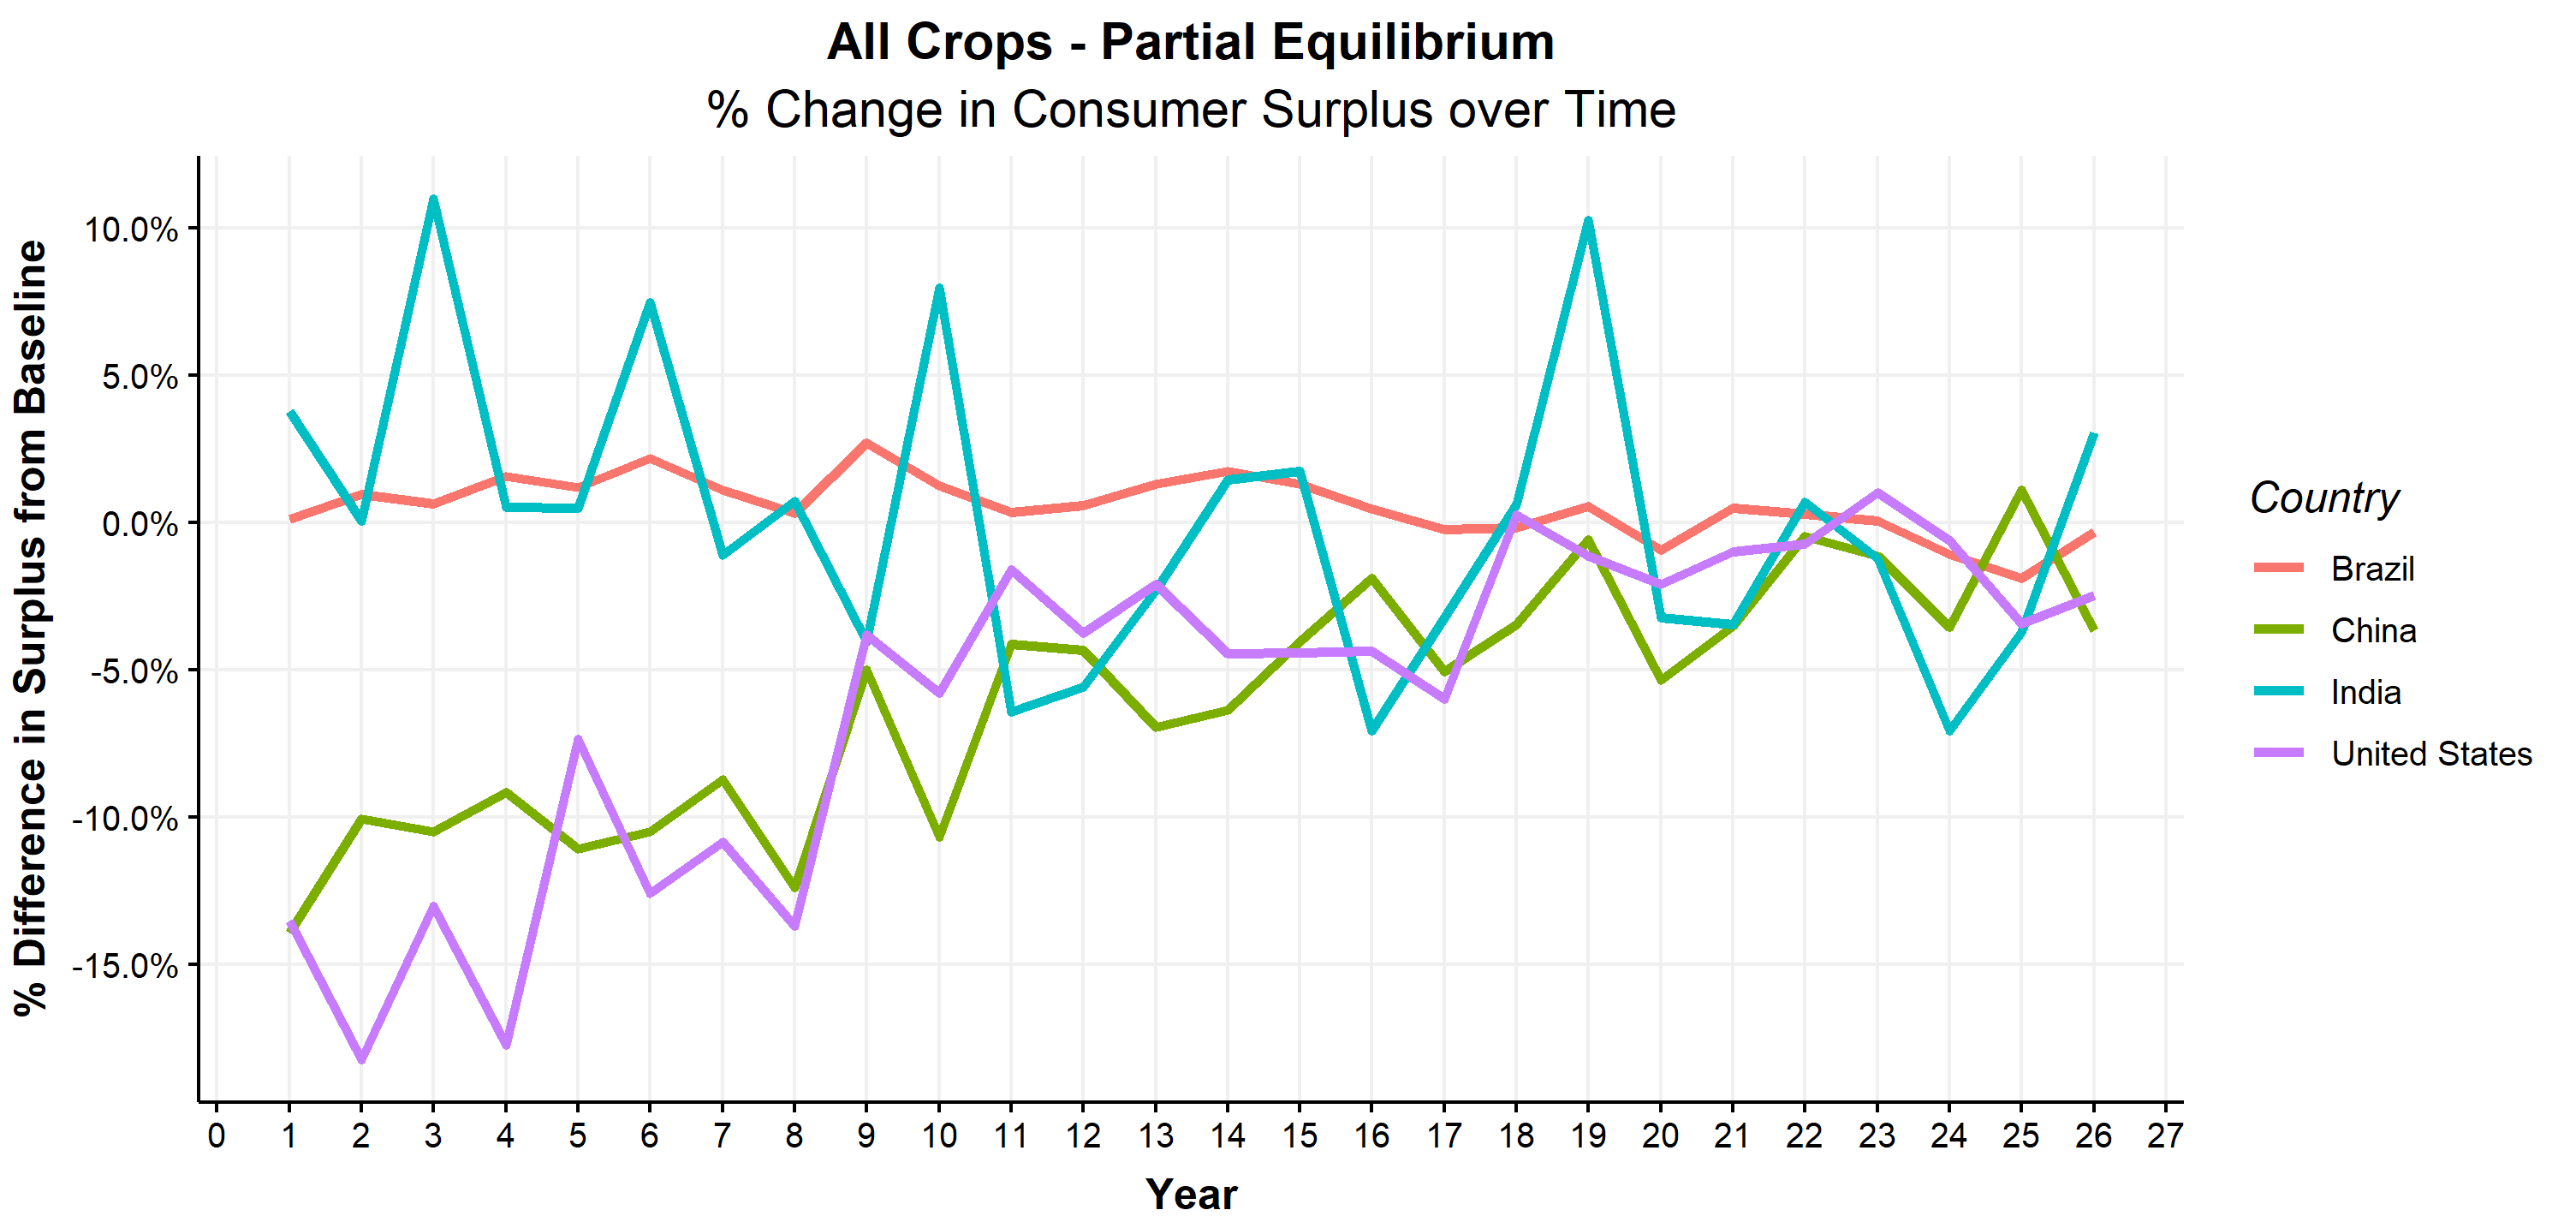 All Crops - Partial Equilibrium
% Change in Consumer Surplus over Time
% Difference in Surplus from Baseline
10.0%
5.0%
0.0%
-5.0%
-10.0%
-15.0%
0 1 2 3 4 5 6 7 8 9 10 11 12 13 14 15 16 17 18 19 20 21 22 23 24 25 26 27
Year
Country
Brazil
China
India
United States